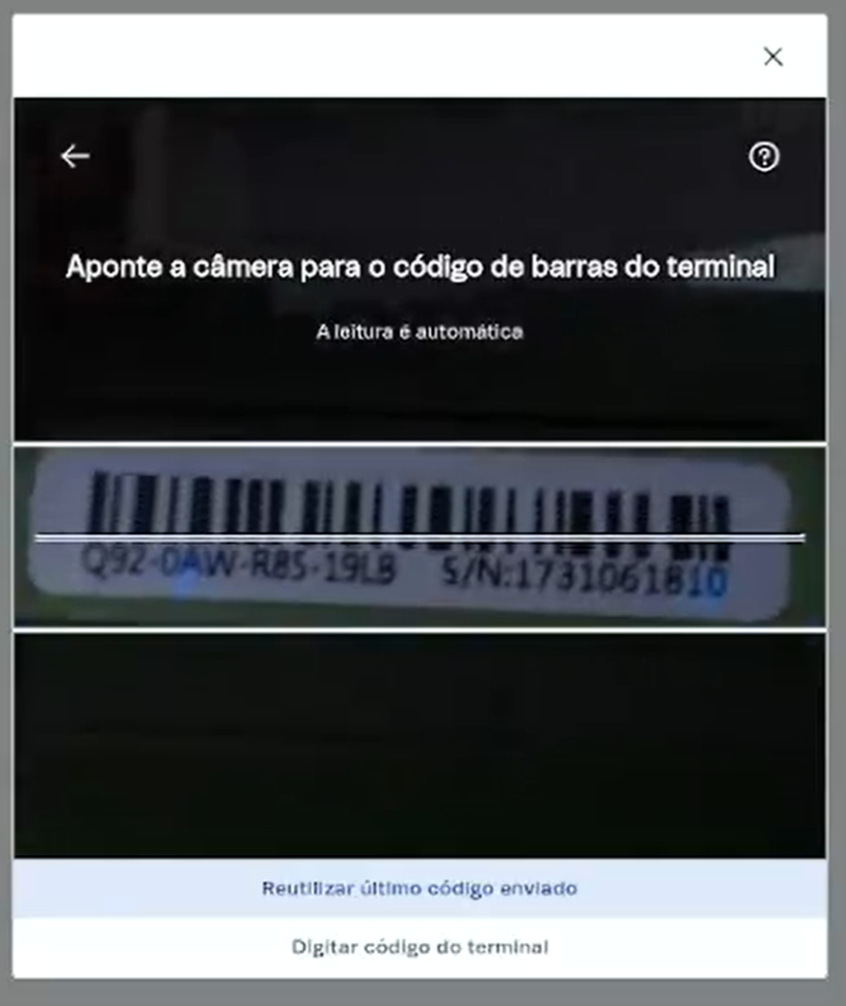 Aponte a câmera para o código de barras do terminal
A leitura é automática
Q92-0AW-R8S-19LB S/N:1731061810
Reutilizar último código enviado
Digitar código do terminal